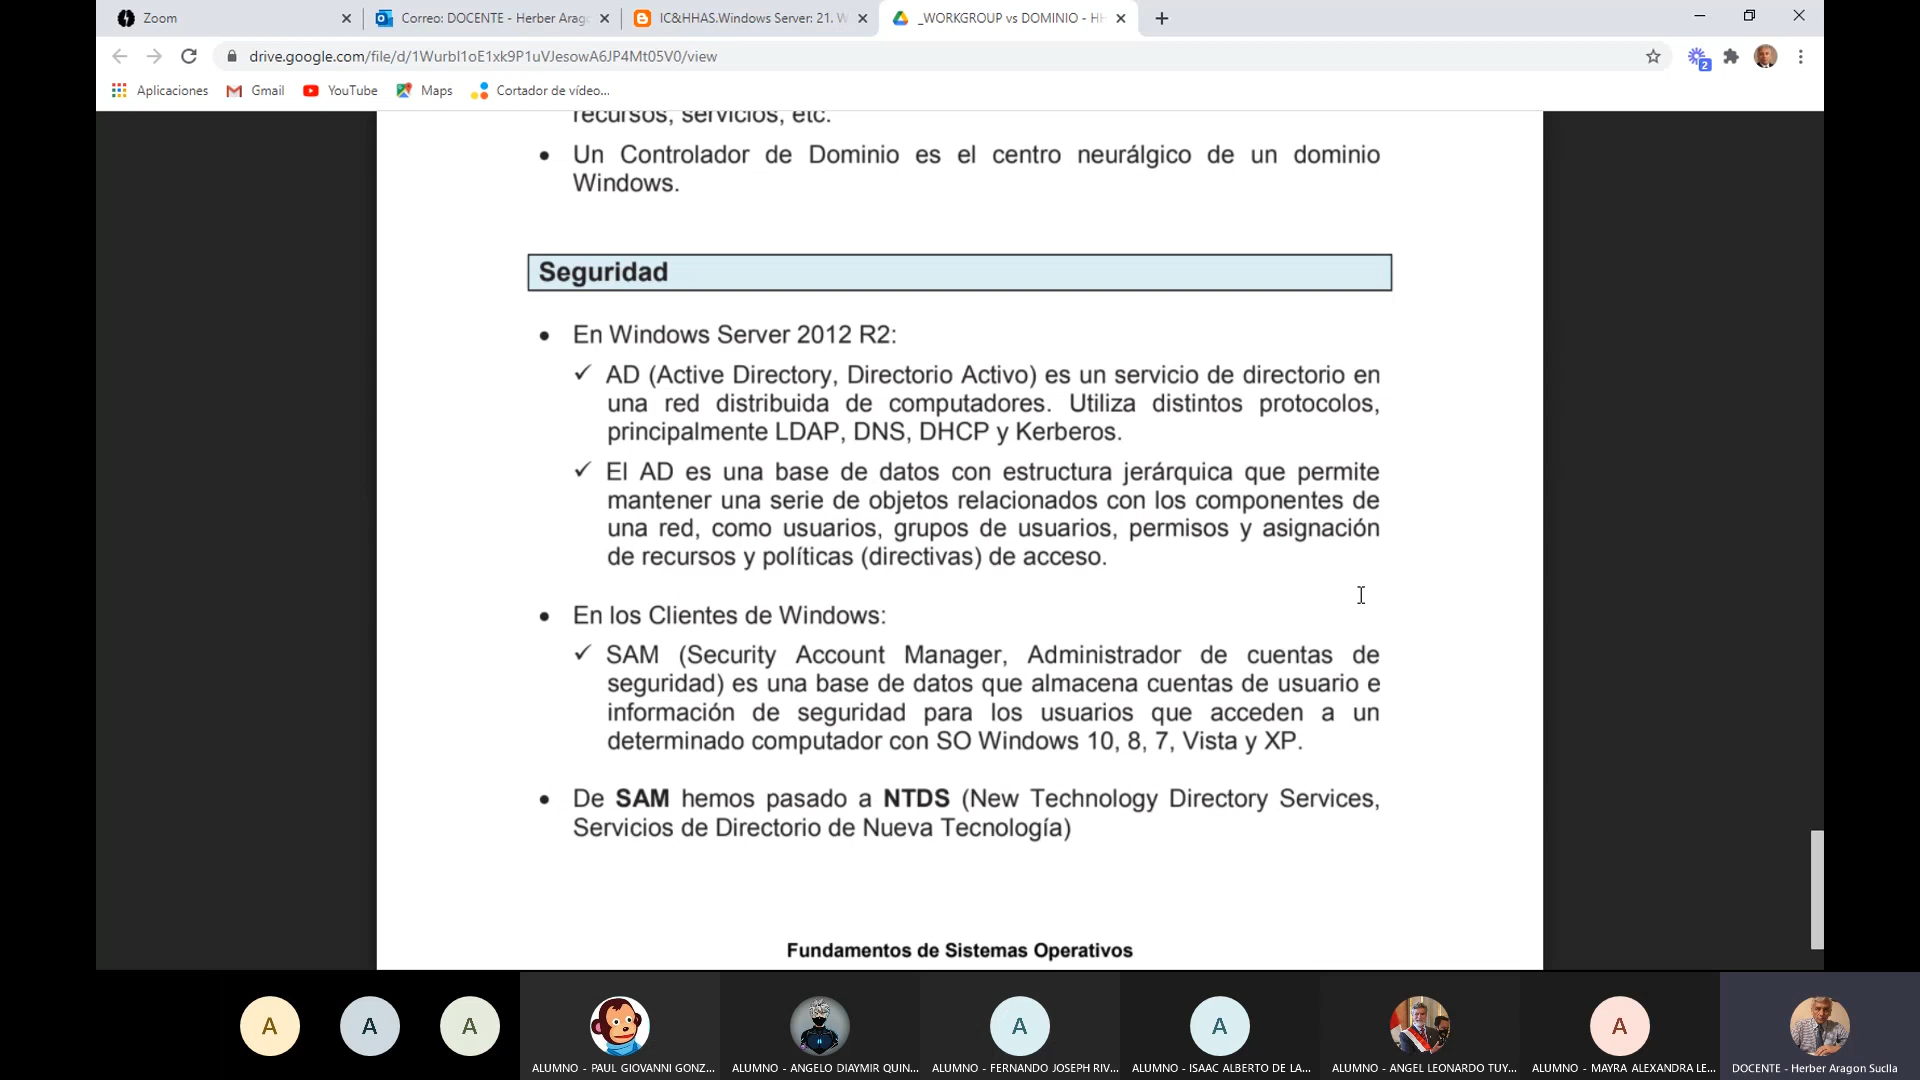 Zoom
Correo: DOCENTE - Herber Arag
IC&HHAS.Windows Server: 21. W
_WORKGROUP vs DOMINIO - HH
drive.google.com/file/d/1Wurbl1oE1xk9P1uVJesowA6JP4Mt05V0/view
2
Aplicaciones
Gmail
YouTube
Maps
Cortador de vídeo...
recursos, servicios, etc.
• Un Controlador de Dominio es el centro neurálgico de un dominio
Windows.
Seguridad
• En Windows Server 2012 R2:
✓ AD (Active Directory, Directorio Activo) es un servicio de directorio en
una red distribuida de computadores. Utiliza distintos protocolos,
principalmente LDAP, DNS, DHCP y Kerberos.
✓ El AD es una base de datos con estructura jerárquica que permite
mantener una serie de objetos relacionados con los componentes de
una red, como usuarios, grupos de usuarios, permisos y asignación
de recursos y políticas (directivas) de acceso.
• En los Clientes de Windows:
✓ SAM (Security Account Manager, Administrador de cuentas de
seguridad) es una base de datos que almacena cuentas de usuario e
información de seguridad para los usuarios que acceden a un
determinado computador con SO Windows 10, 8, 7, Vista y XP.
• De SAM hemos pasado a NTDS (New Technology Directory Services,
Servicios de Directorio de Nueva Tecnología)
Fundamentos de Sistemas Operativos
A
A
A
A
A
A
ALUMNO - PAUL GIOVANNI GONZ...
ALUMNO - ANGELO DIAYMIR QUIN...
ALUMNO - FERNANDO JOSEPH RIV...
ALUMNO - ISAAC ALBERTO DE LA...
ALUMNO - ANGEL LEONARDO TUY...
ALUMNO - MAYRA ALEXANDRA LE...
DOCENTE - Herber Aragon Suclla